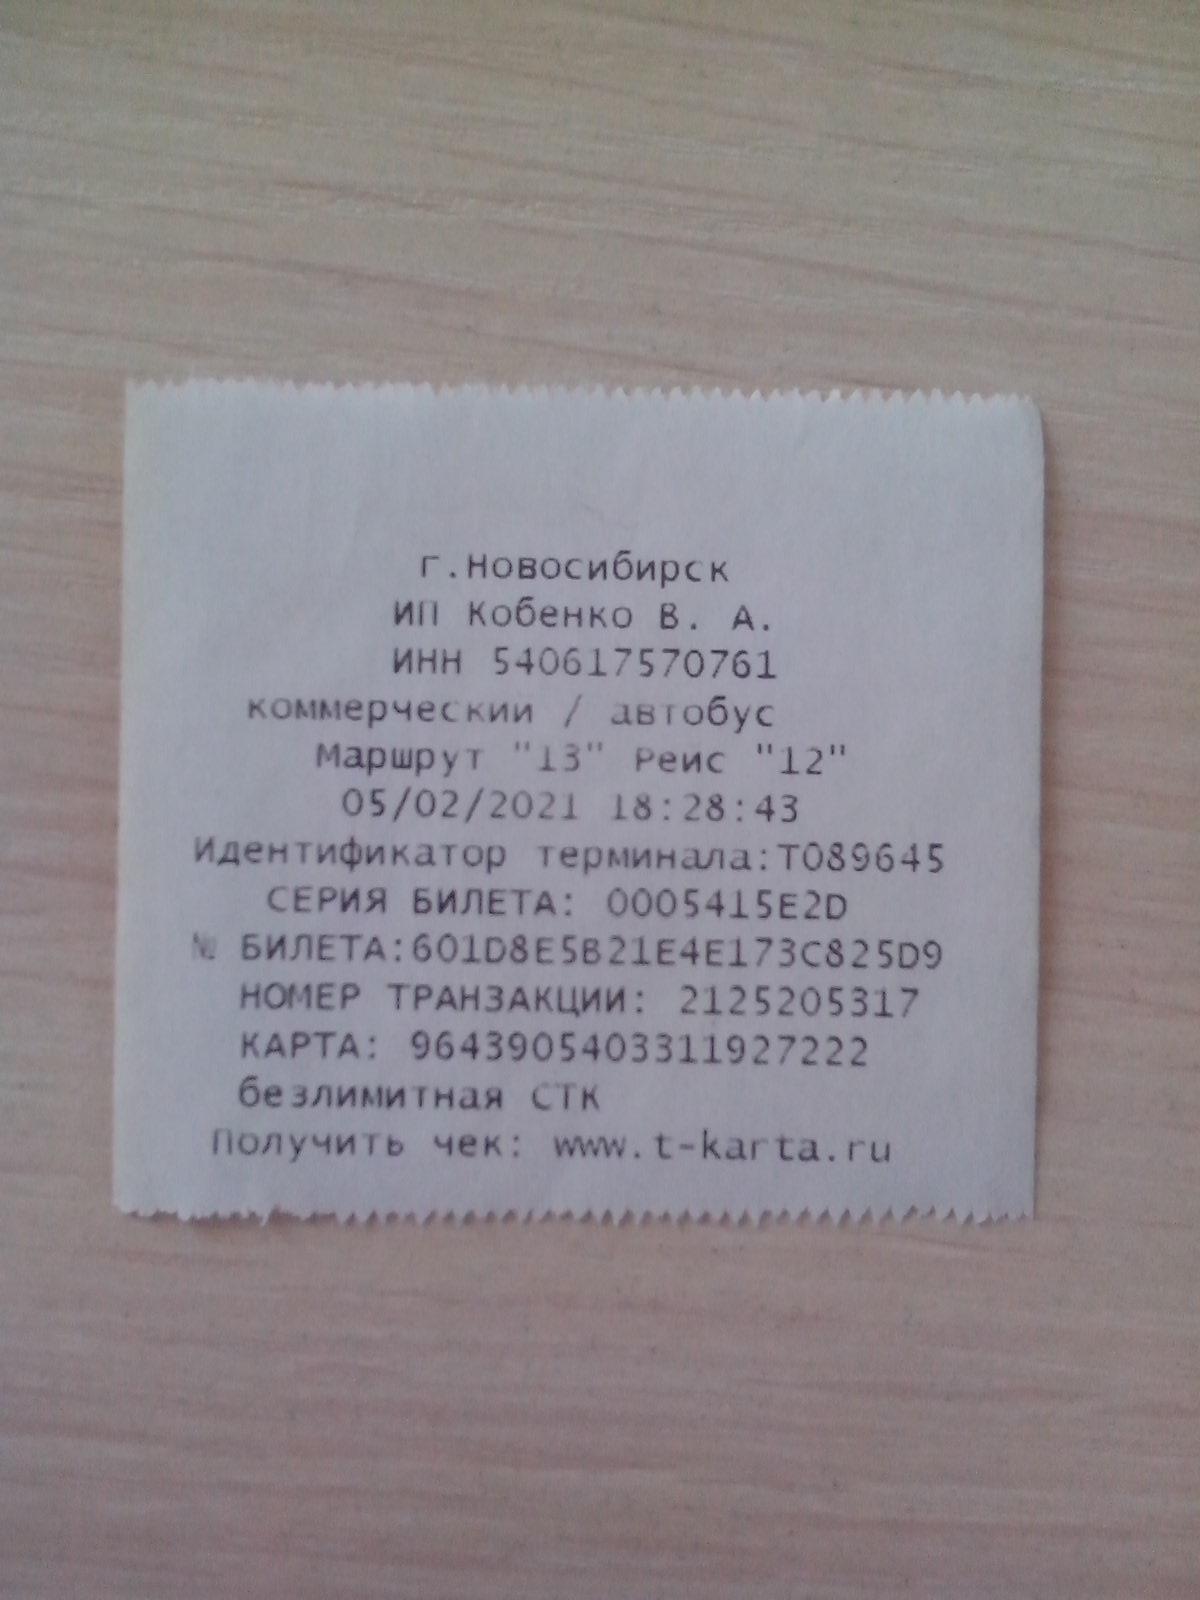 г.Новосибирск
ИП Кобенко В. А.
ИНН 540617570761
коммерческии / автобус
Маршрут "13" Реис "12"
05/02/2021 18:28:43
Идентификатор терминала:T089645
СЕРИЯ БИЛЕТА: 0005415E2D
№ БИЛЕТА:601D8E5B21E4E173C825D9
НОМЕР ТРАНЗАКЦИИ: 2125205317
КАРТА: 9643905403311927222
безлимитная СТК
Получить чек: www.t-karta.ru